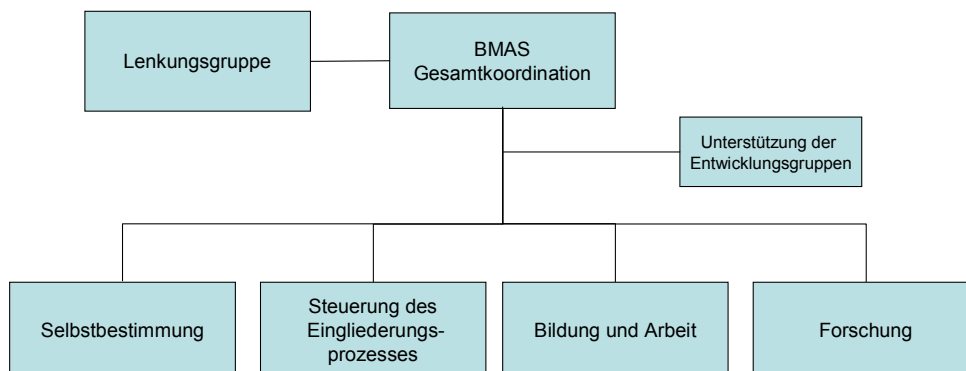 Lenkungsgruppe
BMAS
Gesamtkoordination
Unterstützung der
Entwicklungsgruppen
Selbstbestimmung
Steuerung des
Eingliederungs-
prozesses
Bildung und Arbeit
Forschung